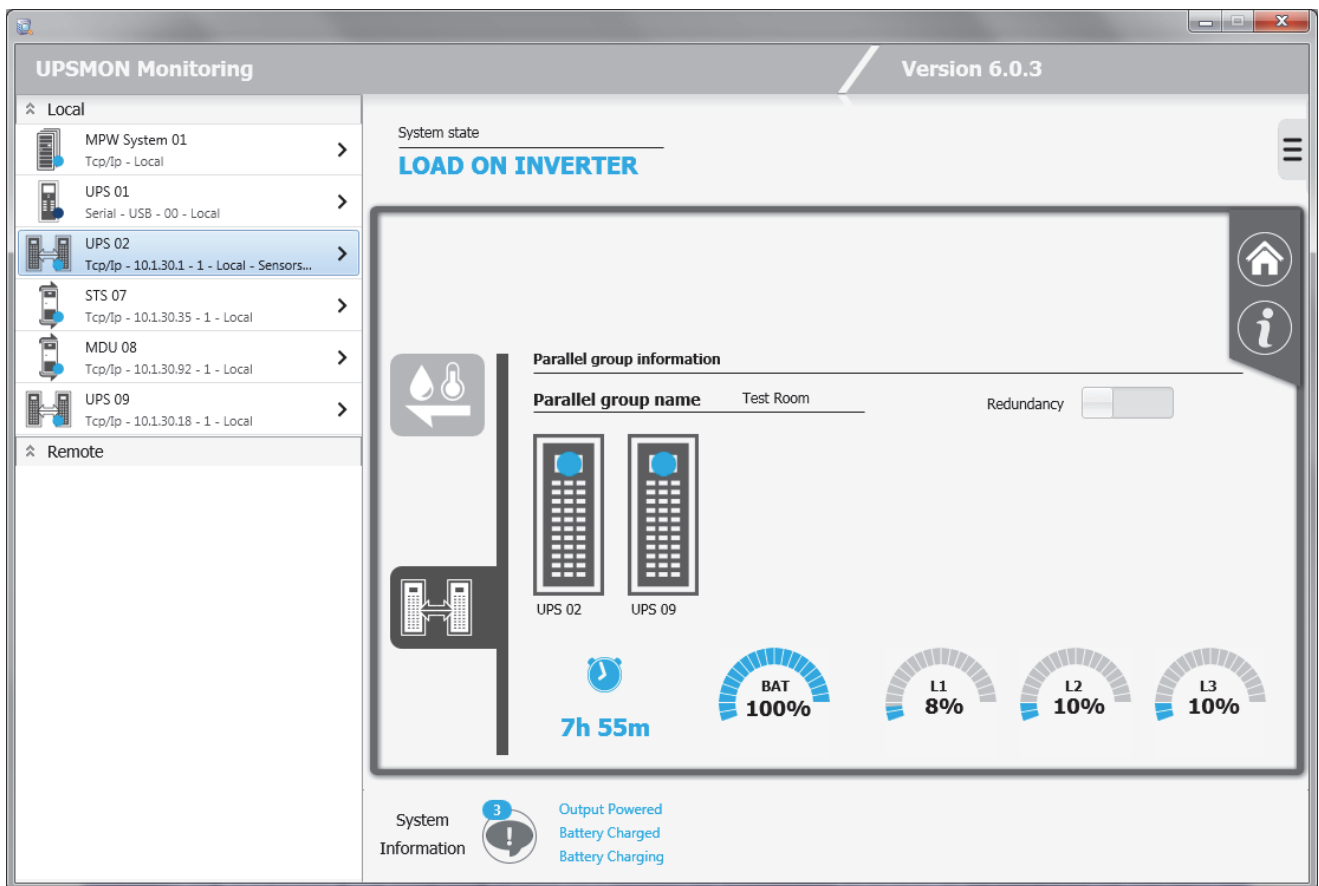 UPSMON Monitoring
Version 6.0.3
Local
MPW System 01
Tcp/Ip - Local
UPS 01
Serial - USB - 00 - Local
UPS 02
Tcp/Ip - 10.1.30.1 - 1 - Local - Sensors...
STS 07
Tcp/Ip - 10.1.30.35 - 1 - Local
MDU 08
Tcp/Ip - 10.1.30.92 - 1 - Local
UPS 09
Tcp/Ip - 10.1.30.18 - 1 - Local
Remote
System state
LOAD ON INVERTER
Parallel group information
Parallel group name Test Room
Redundancy
UPS 02 UPS 09
7h 55m
BAT
100%
L1
8%
L2
10%
L3
10%
System
Information
3
Output Powered
Battery Charged
Battery Charging